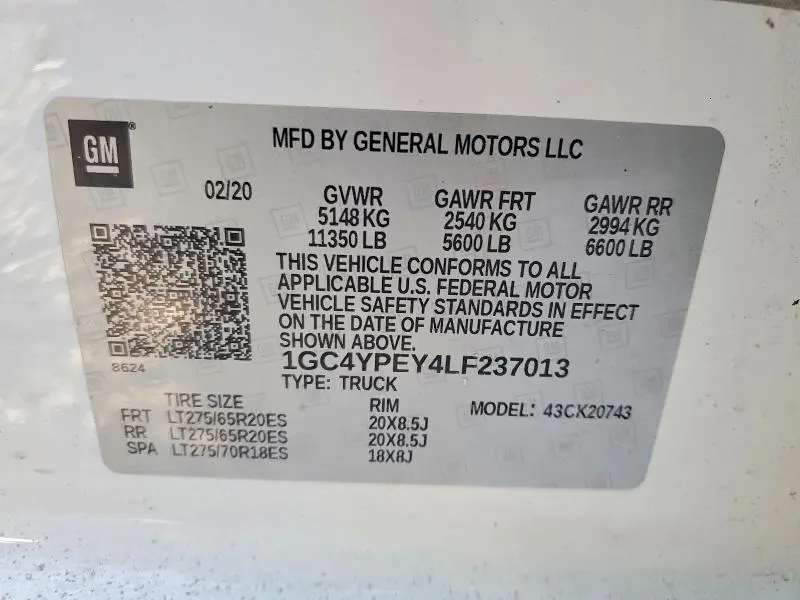 GM®
MFD BY GENERAL MOTORS LLC
02/20 GVWR GAWR FRT GAWR RR
5148 KG 2540 KG 2994 KG
11350 LB 5600 LB 6600 LB
THIS VEHICLE CONFORMS TO ALL
APPLICABLE U.S. FEDERAL MOTOR
VEHICLE SAFETY STANDARDS IN EFFECT
ON THE DATE OF MANUFACTURE
SHOWN ABOVE.
8624
1GC4YPEY4LF237013
TYPE: TRUCK
TIRE SIZE RIM MODEL: 43CK20743
FRT LT275/65R20ES 20X8.5J
RR LT275/65R20ES 20X8.5J
SPA LT275/70R18ES 18X8J